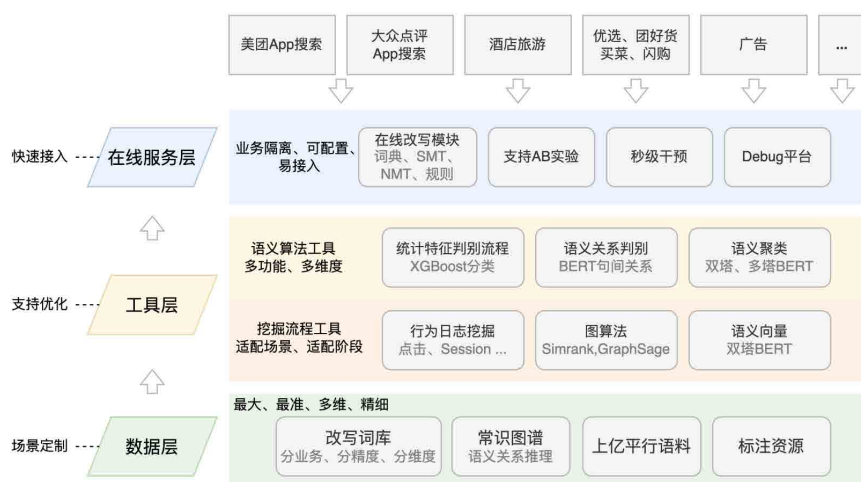 美团App搜索
大众点评
App搜索
酒店旅游
优选、团好货
买菜、闪购
广告
...
快速接入
在线服务层
业务隔离、可配置、
易接入
在线改写模块
词典、SMT、
NMT、规则
支持AB实验
秒级干预
Debug平台
支持优化
工具层
语义算法工具
多功能、多维度
统计特征判别流程
XGBoost分类
语义关系判别
BERT句间关系
语义聚类
双塔、多塔BERT
挖掘流程工具
适配场景、适配阶段
行为日志挖掘
点击、Session ...
图算法
Simrank,GraphSage
语义向量
双塔BERT
场景定制
数据层
最大、最准、多维、精细
改写词库
分业务、分精度、分维度
常识图谱
语义关系推理
上亿平行语料
标注资源